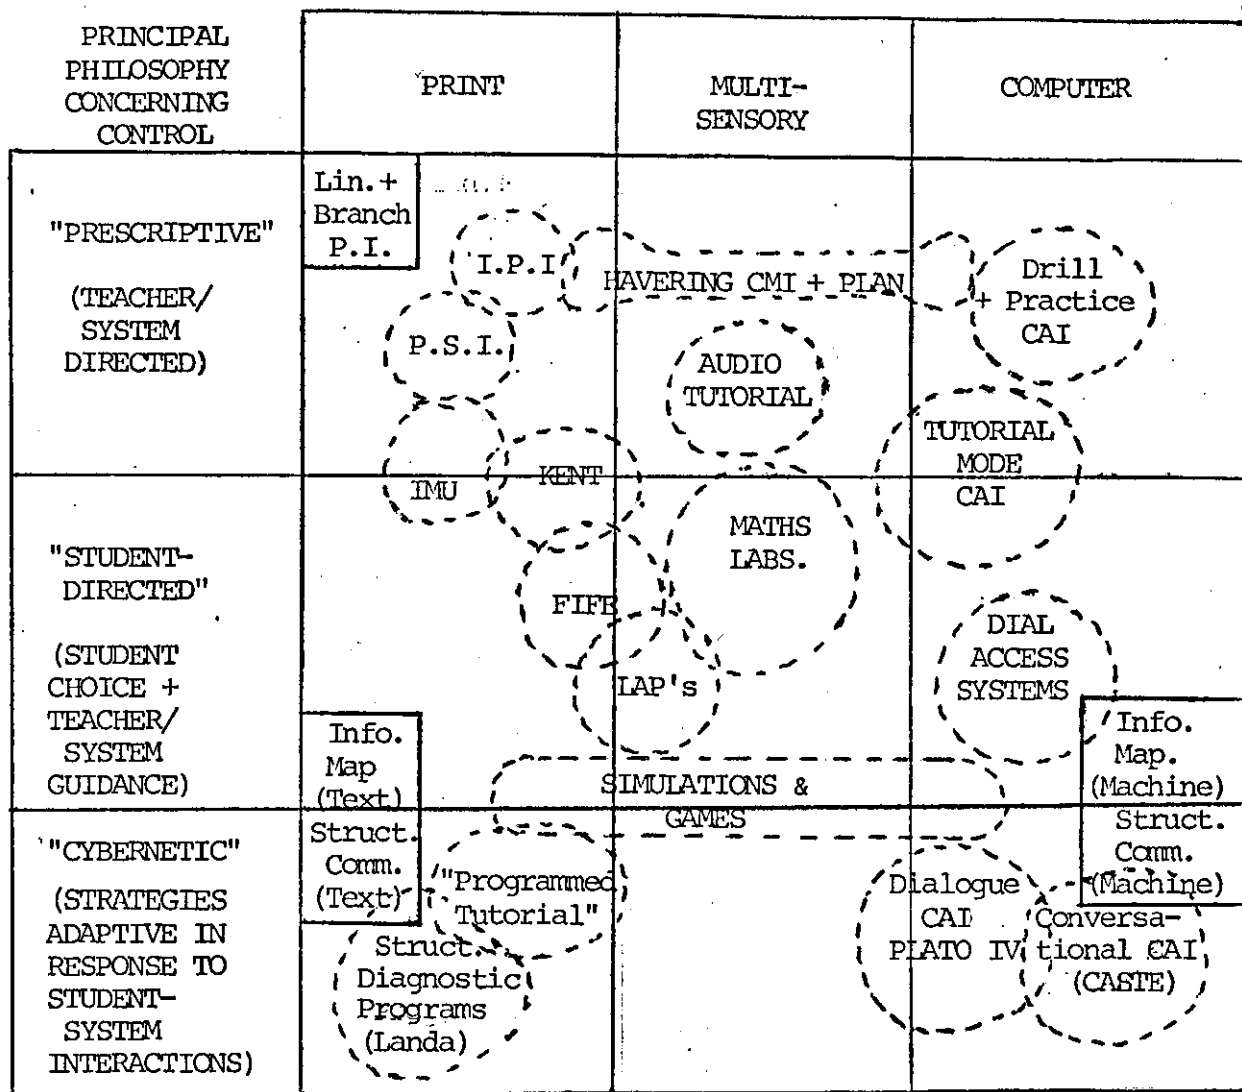 PRINCIPAL
PHILOSOPHY
CONCERNING
CONTROL
PRINT
MULTI-
SENSORY
COMPUTER
"PRESCRIPTIVE"
(TEACHER/
SYSTEM
DIRECTED)
Lin.+
Branch
P.I.
I.P.I
HAVERING CMI + PLAN
Drill
+ Practice
CAI
P.S.I.
AUDIO
TUTORIAL
TUTORIAL
MODE
CAI
IMU
KENT
"STUDENT-
DIRECTED"
(STUDENT
CHOICE +
TEACHER/
SYSTEM
GUIDANCE)
MATHS
LABS.
FIFE
LAP's
DIAL
ACCESS
SYSTEMS
Info.
Map
(Text)
Info.
Map.
(Machine)
SIMULATIONS &
GAMES
"CYBERNETIC"
(STRATEGIES
ADAPTIVE IN
RESPONSE TO
STUDENT-
SYSTEM
INTERACTIONS)
Struct.
Comm.
(Text)
Struct.
Comm.
(Machine)
"Programmed
Tutorial"
Struct.
Diagnostic
Programs
(Landa)
Dialogue
CAI
PLATO IV
Conversa-
tional CAI
(CASTE)